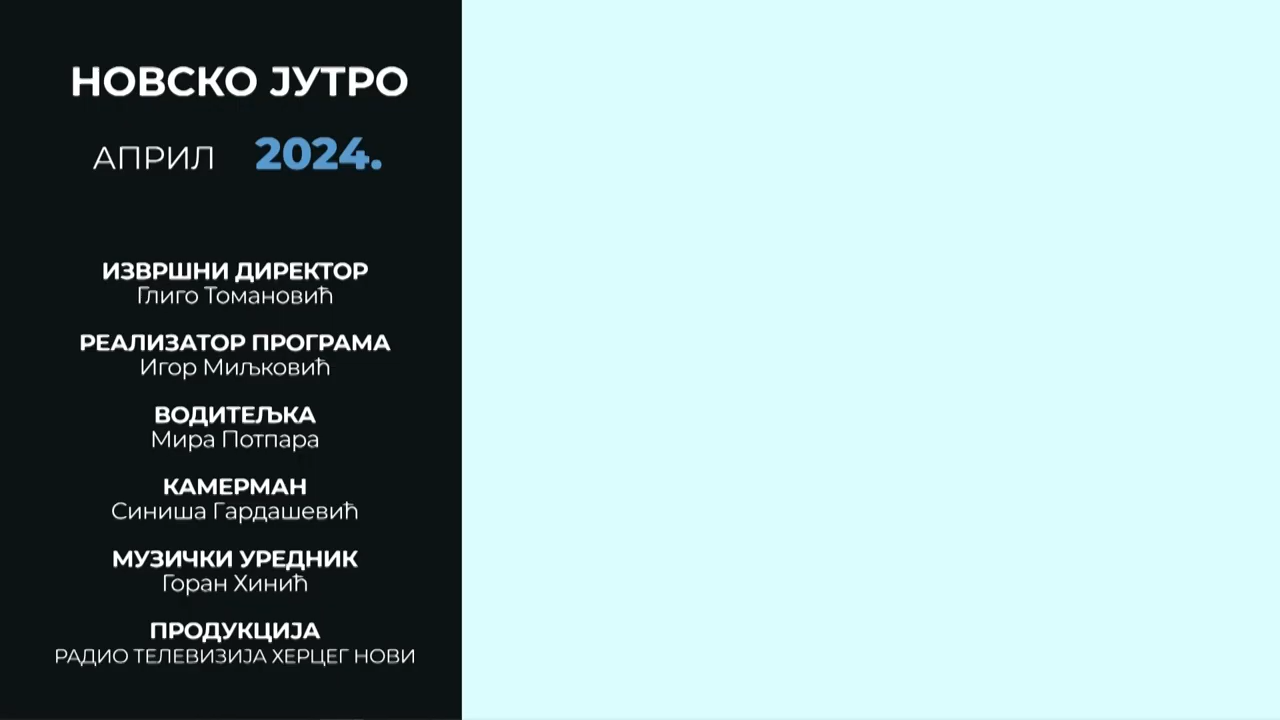 НОВСКО ЈУТРО
АПРИЛ 2024.
ИЗВРШНИ ДИРЕКТОР
Глиго Томановић
РЕАЛИЗАТОР ПРОГРАМА
Игор Миљковић
ВОДИТЕЉКА
Мира Потпара
КАМЕРМАН
Синиша Гардашевић
МУЗИЧКИ УРЕДНИК
Горан Хинић
ПРОДУКЦИЈА
РАДИО ТЕЛЕВИЗИЈА ХЕРЦЕГ НОВИ